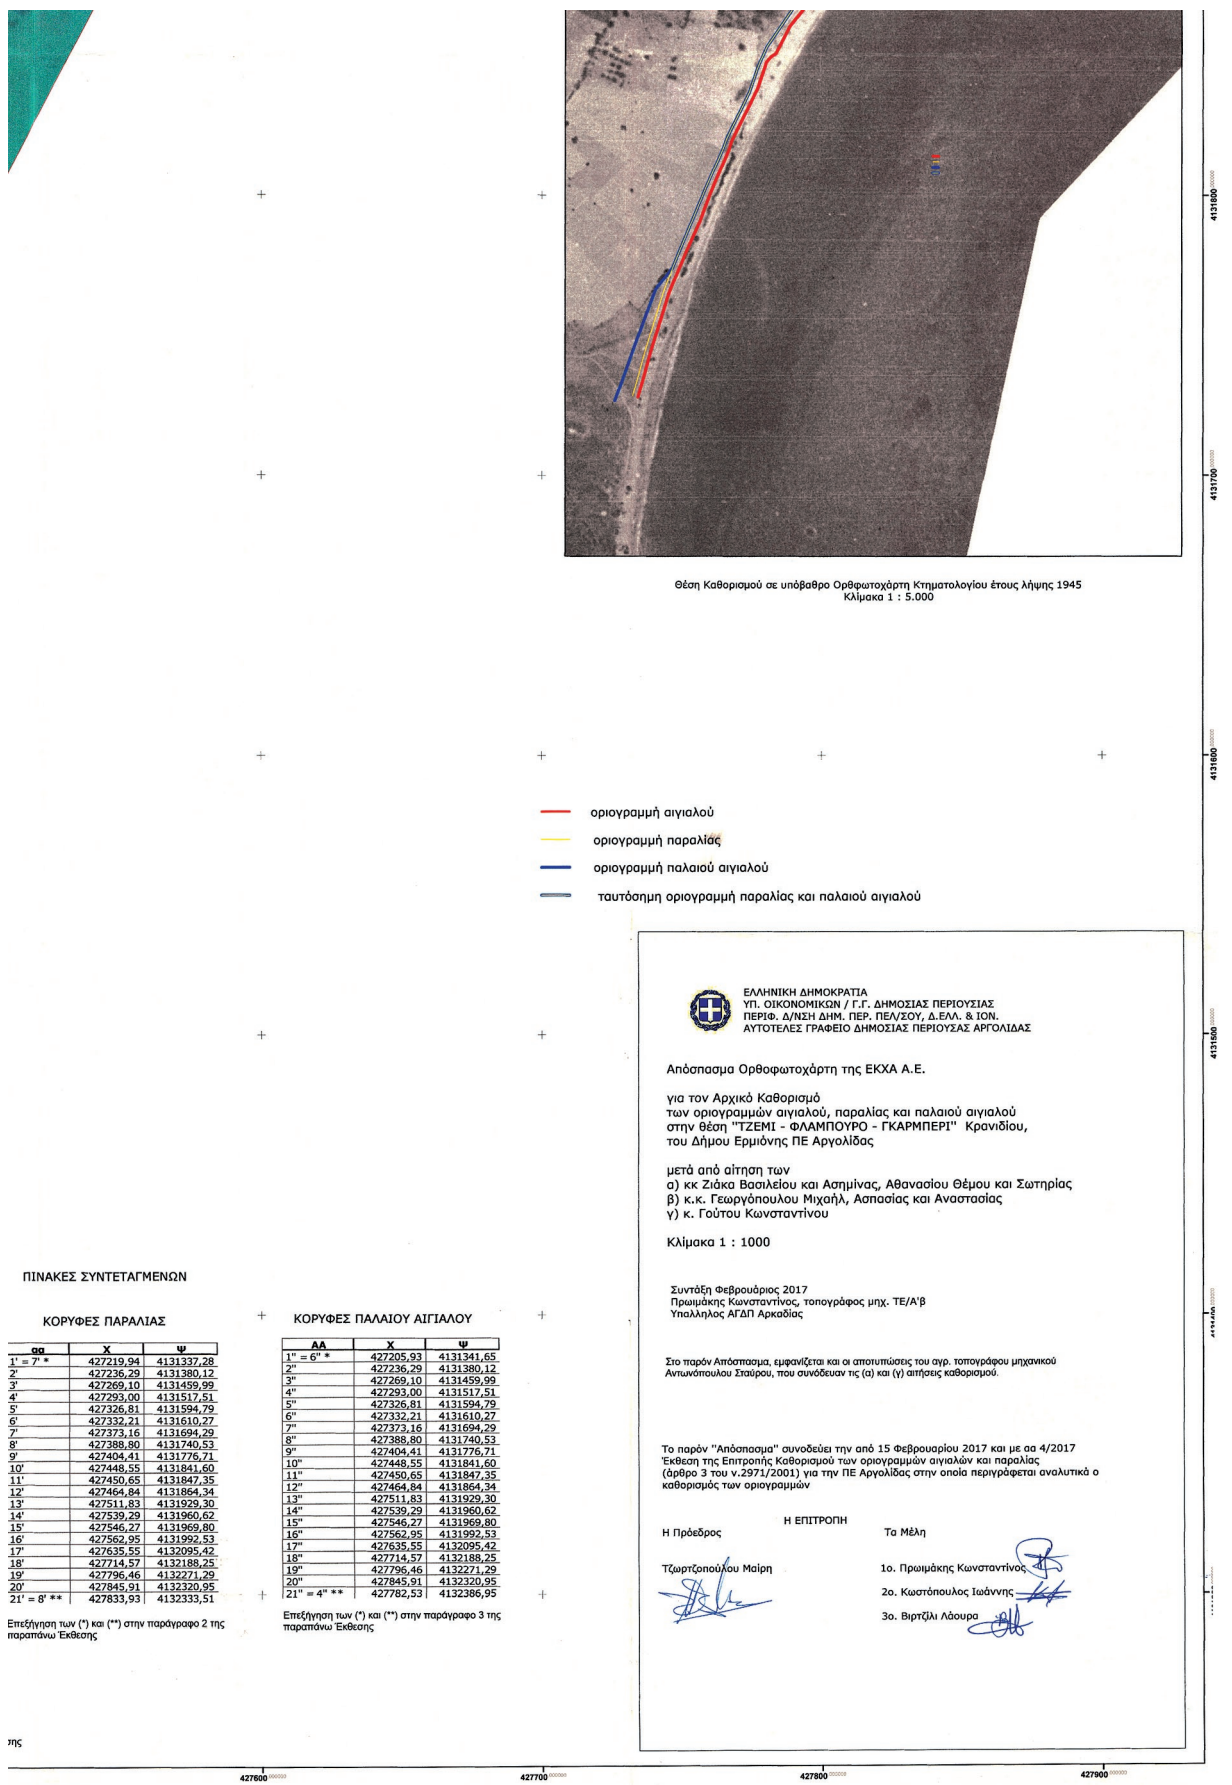 4131800
4131700
Θέση Καθορισμού σε υπόβαθρο Ορθφωτοχάρτη Κτηματολογίου έτους λήψης 1945
Κλίμακα 1 : 5.000
4131600
οριογραμμή αιγιαλού
οριογραμμή παραλίας
οριογραμμή παλαιού αιγιαλού
ταυτόσημη οριογραμμή παραλίας και παλαιού αιγιαλού
ΕΛΛΗΝΙΚΗ ΔΗΜΟΚΡΑΤΙΑ
ΥΠ. ΟΙΚΟΝΟΜΙΚΩΝ / Γ.Γ. ΔΗΜΟΣΙΑΣ ΠΕΡΙΟΥΣΙΑΣ
ΠΕΡΙΦ. Δ/ΝΣΗ ΔΗΜ. ΠΕΡ. ΠΕΛ/ΣΟΥ, Δ.ΕΛΛ. & ΙΟΝ.
ΑΥΤΟΤΕΛΕΣ ΓΡΑΦΕΙΟ ΔΗΜΟΣΙΑΣ ΠΕΡΙΟΥΣΑΣ ΑΡΓΟΛΙΔΑΣ
4131500
Απόσπασμα Ορθοφωτοχάρτη της ΕΚΧΑ Α.Ε.
για τον Αρχικό Καθορισμό
των οριογραμμών αιγιαλού, παραλίας και παλαιού αιγιαλού
στην θέση "ΤΖΕΜΙ - ΦΛΑΜΠΟΥΡΟ - ΓΚΑΡΜΠΕΡΙ" Κρανιδίου,
του Δήμου Ερμιόνης ΠΕ Αργολίδας
μετά από αίτηση των
α) κκ Ζιάκα Βασιλείου και Ασημίνας, Αθανασίου Θέμου και Σωτηρίας
β) κ.κ. Γεωργόπουλου Μιχαήλ, Ασπασίας και Αναστασίας
γ) κ. Γούτου Κωνσταντίνου
Κλίμακα 1 : 1000
Συντάξη Φεβρουάριος 2017
Πρωιμάκης Κωνσταντίνος, τοπογράφος μηχ. ΤΕ/Α'β
Υπαλληλος ΑΓΔΠ Αρκαδίας
Στο παρόν Απόσπασμα, εμφανίζεται και οι αποτυπώσεις του αγρ. τοπογράφου μηχανικού
Αντωνόπουλου Σταύρου, που συνόδευαν τις (α) και (γ) αιτήσεις καθορισμού.
Το παρόν "Απόσπασμα" συνοδεύει την από 15 Φεβρουαρίου 2017 και με αα 4/2017
Έκθεση της Επιτροπής Καθορισμού των οριογραμμών αιγιαλών και παραλίας
(άρθρο 3 του ν.2971/2001) για την ΠΕ Αργολίδας στην οποία περιγράφεται αναλυτικά ο
καθορισμός των οριογραμμών
Η ΕΠΙΤΡΟΠΗ
Η Πρόεδρος Τα Μέλη
Τζωρτζοπούλου Μαίρη 1ο. Πρωιμάκης Κωνσταντίνος
2ο. Κωστόπουλος Ιωάννης
3ο. Βιρτζίλι Λάουρα
ΠΙΝΑΚΕΣ ΣΥΝΤΕΤΑΓΜΕΝΩΝ
ΚΟΡΥΦΕΣ ΠΑΡΑΛΙΑΣ
αα Χ Ψ
1' = 7' * 427219,94 4131337,28
2' 427236,29 4131380,12
3' 427269,10 4131459,99
4' 427293,00 4131517,51
5' 427326,81 4131594,79
6' 427332,21 4131610,27
7' 427373,16 4131694,29
8' 427388,80 4131740,53
9' 427404,41 4131776,71
10' 427448,55 4131841,60
11' 427450,65 4131847,35
12' 427464,84 4131864,34
13' 427511,83 4131929,30
14' 427539,29 4131960,62
15' 427546,27 4131969,80
16' 427562,95 4131992,53
17' 427635,55 4132095,42
18' 427714,57 4132188,25
19' 427796,46 4132271,29
20' 427845,91 4132320,95
21' = 8' ** 427833,93 4132333,51
Επεξήγηση των (*) και (**) στην παράγραφο 2 της
παραπάνω Έκθεσης
ΚΟΡΥΦΕΣ ΠΑΛΑΙΟΥ ΑΙΓΙΑΛΟΥ
ΑΑ Χ Ψ
1" = 6" * 427205,93 4131341,65
2" 427236,29 4131380,12
3" 427269,10 4131459,99
4" 427293,00 4131517,51
5" 427326,81 4131594,79
6" 427332,21 4131610,27
7" 427373,16 4131694,29
8" 427388,80 4131740,53
9" 427404,41 4131776,71
10" 427448,55 4131841,60
11" 427450,65 4131847,35
12" 427464,84 4131864,34
13" 427511,83 4131929,30
14" 427539,29 4131960,62
15" 427546,27 4131969,80
16" 427562,95 4131992,53
17" 427635,55 4132095,42
18" 427714,57 4132188,25
19" 427796,46 4132271,29
20" 427845,91 4132320,95
21" = 4" ** 427782,53 4132386,95
Επεξήγηση των (*) και (**) στην παράγραφο 3 της
παραπάνω Έκθεσης
της
427600 427700 427800 427900